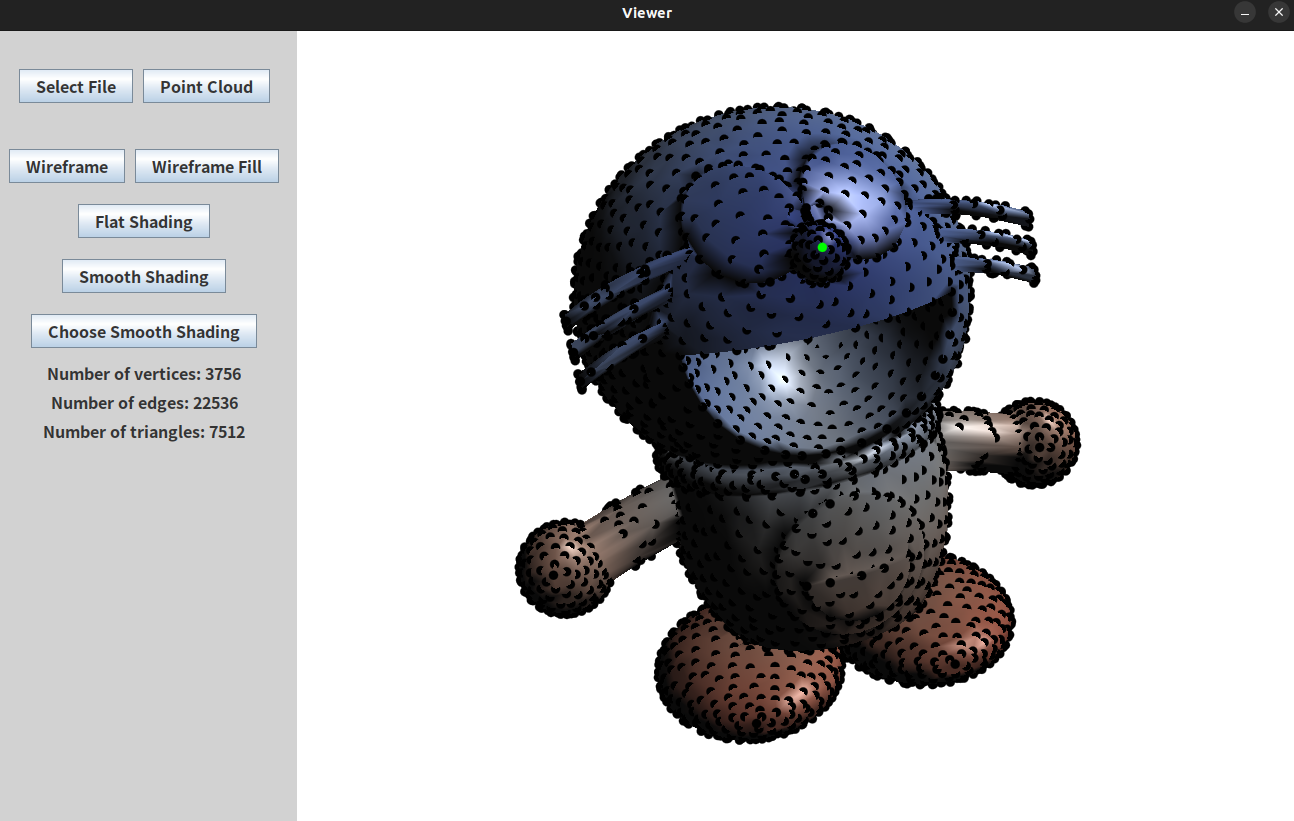 Viewer
Select File Point Cloud
Wireframe Wireframe Fill
Flat Shading
Smooth Shading
Choose Smooth Shading
Number of vertices: 3756
Number of edges: 22536
Number of triangles: 7512